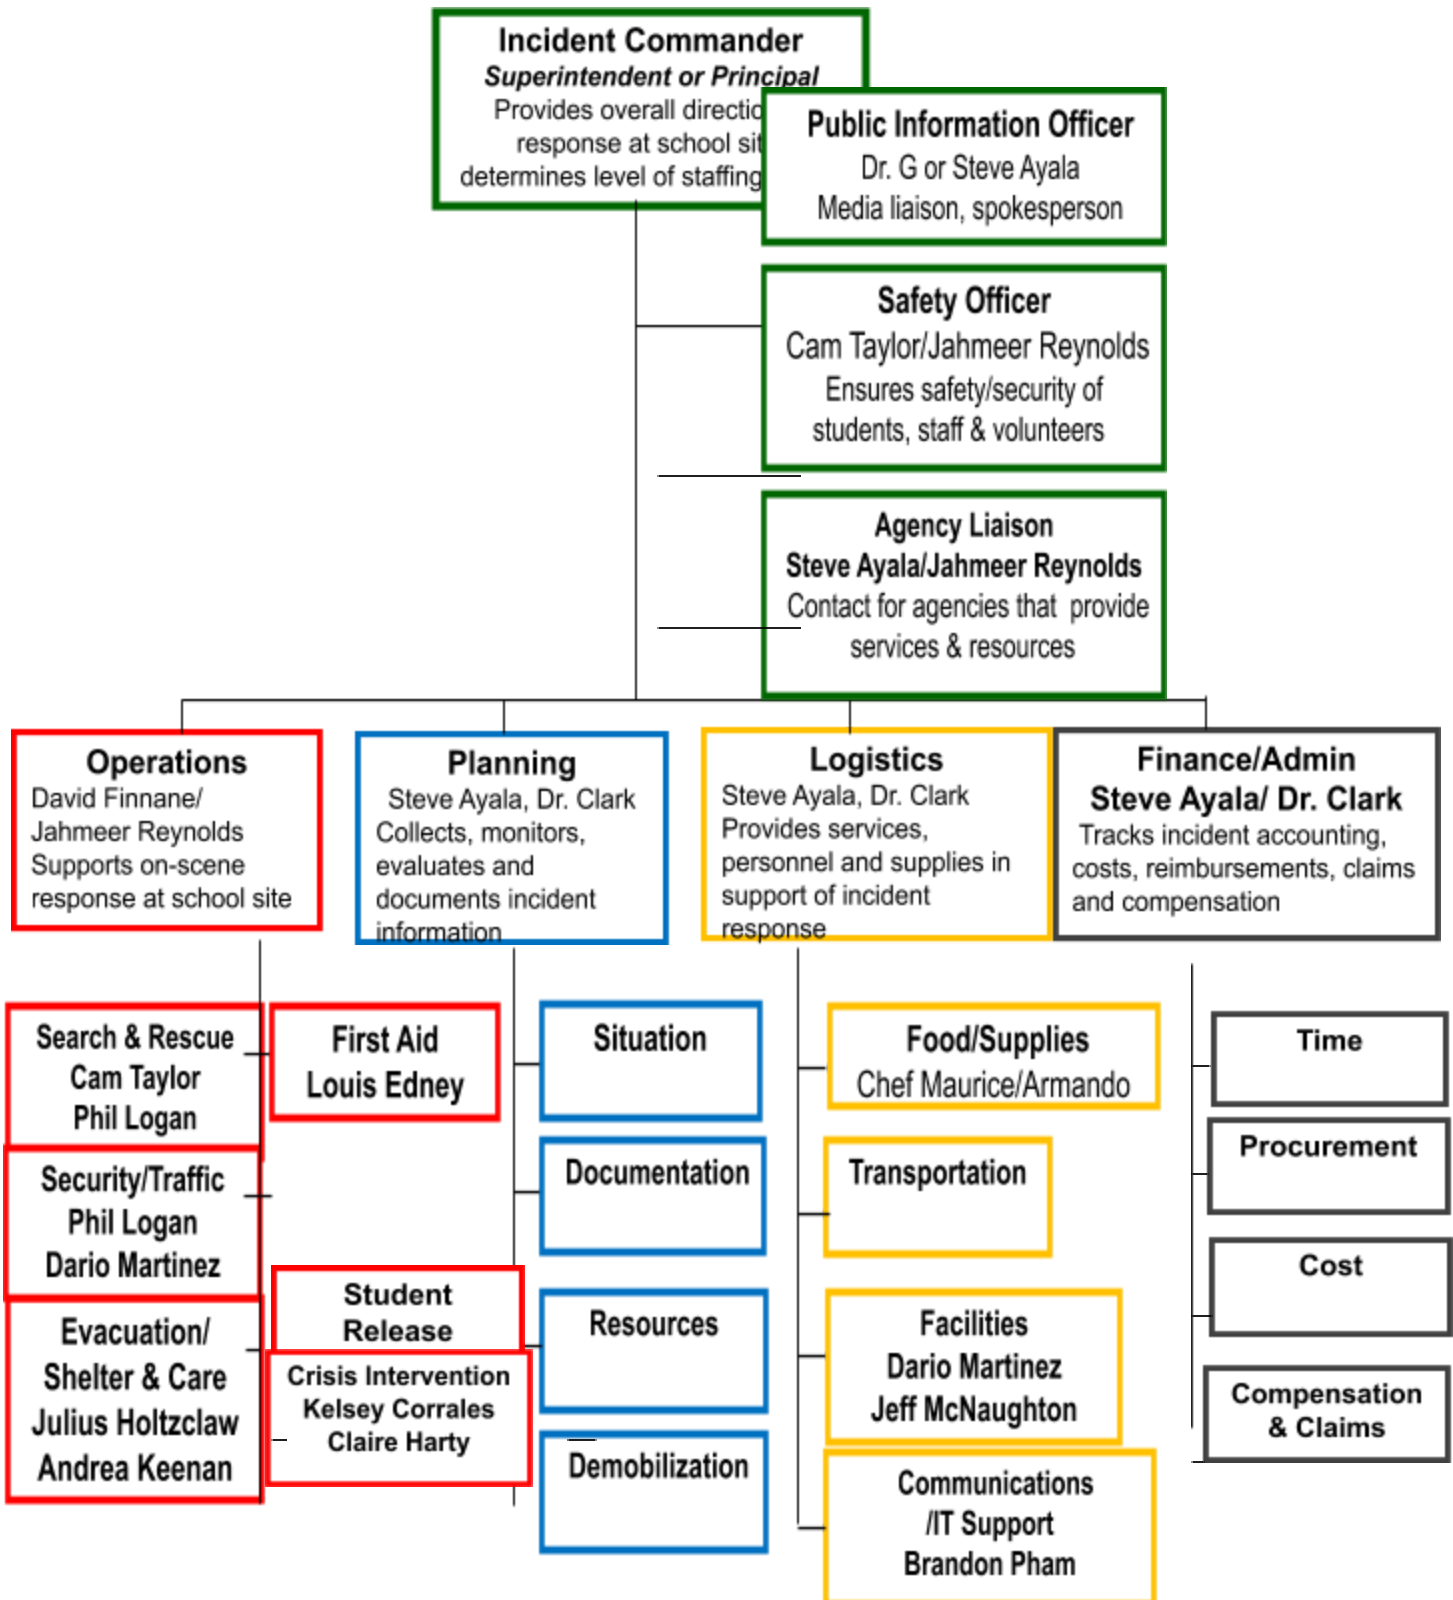 Incident Commander
Superintendent or Principal
Provides overall
response at school
determines level of staffing
Public Information Officer
Dr. G or Steve Ayala
Media liaison, spokesperson
Safety Officer
Cam Taylor/Jahmeer Reynolds
Ensures safety/security of
students, staff & volunteers
Agency Liaison
Steve Ayala/Jahmeer Reynolds
Contact for agencies that provide
services & resources
Operations
David Finnane/
Jahmeer Reynolds
Supports on-scene
response at school site
Planning
Steve Ayala, Dr. Clark
Collects, monitors,
evaluates and
documents incident
information
Logistics
Steve Ayala, Dr. Clark
Provides services,
personnel and supplies in
support of incident
response
Finance/Admin
Steve Ayala/ Dr. Clark
Tracks incident accounting,
costs, reimbursements, claims
and compensation
Search & Rescue
Cam Taylor
Phil Logan
Security/Traffic
Phil Logan
Dario Martinez
Evacuation/
Shelter & Care
Julius Holtzclaw
Andrea Keenan
First Aid
Louis Edney
Student
Release
Crisis Intervention
Kelsey Corrales
Claire Harty
Situation
Documentation
Resources
Demobilization
Food/Supplies
Chef Maurice/Armando
Transportation
Facilities
Dario Martinez
Jeff McNaughton
Communications
/IT Support
Brandon Pham
Time
Procurement
Cost
Compensation
& Claims